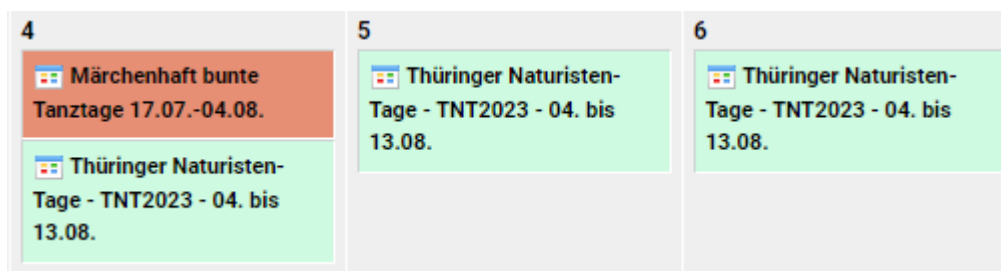 4
Märchenhaft bunte
Tanztage 17.07.-04.08.
Thüringer Naturisten-
Tage - TNT2023 - 04. bis
13.08.
5
Thüringer Naturisten-
Tage - TNT2023 - 04. bis
13.08.
6
Thüringer Naturisten-
Tage - TNT2023 - 04. bis
13.08.